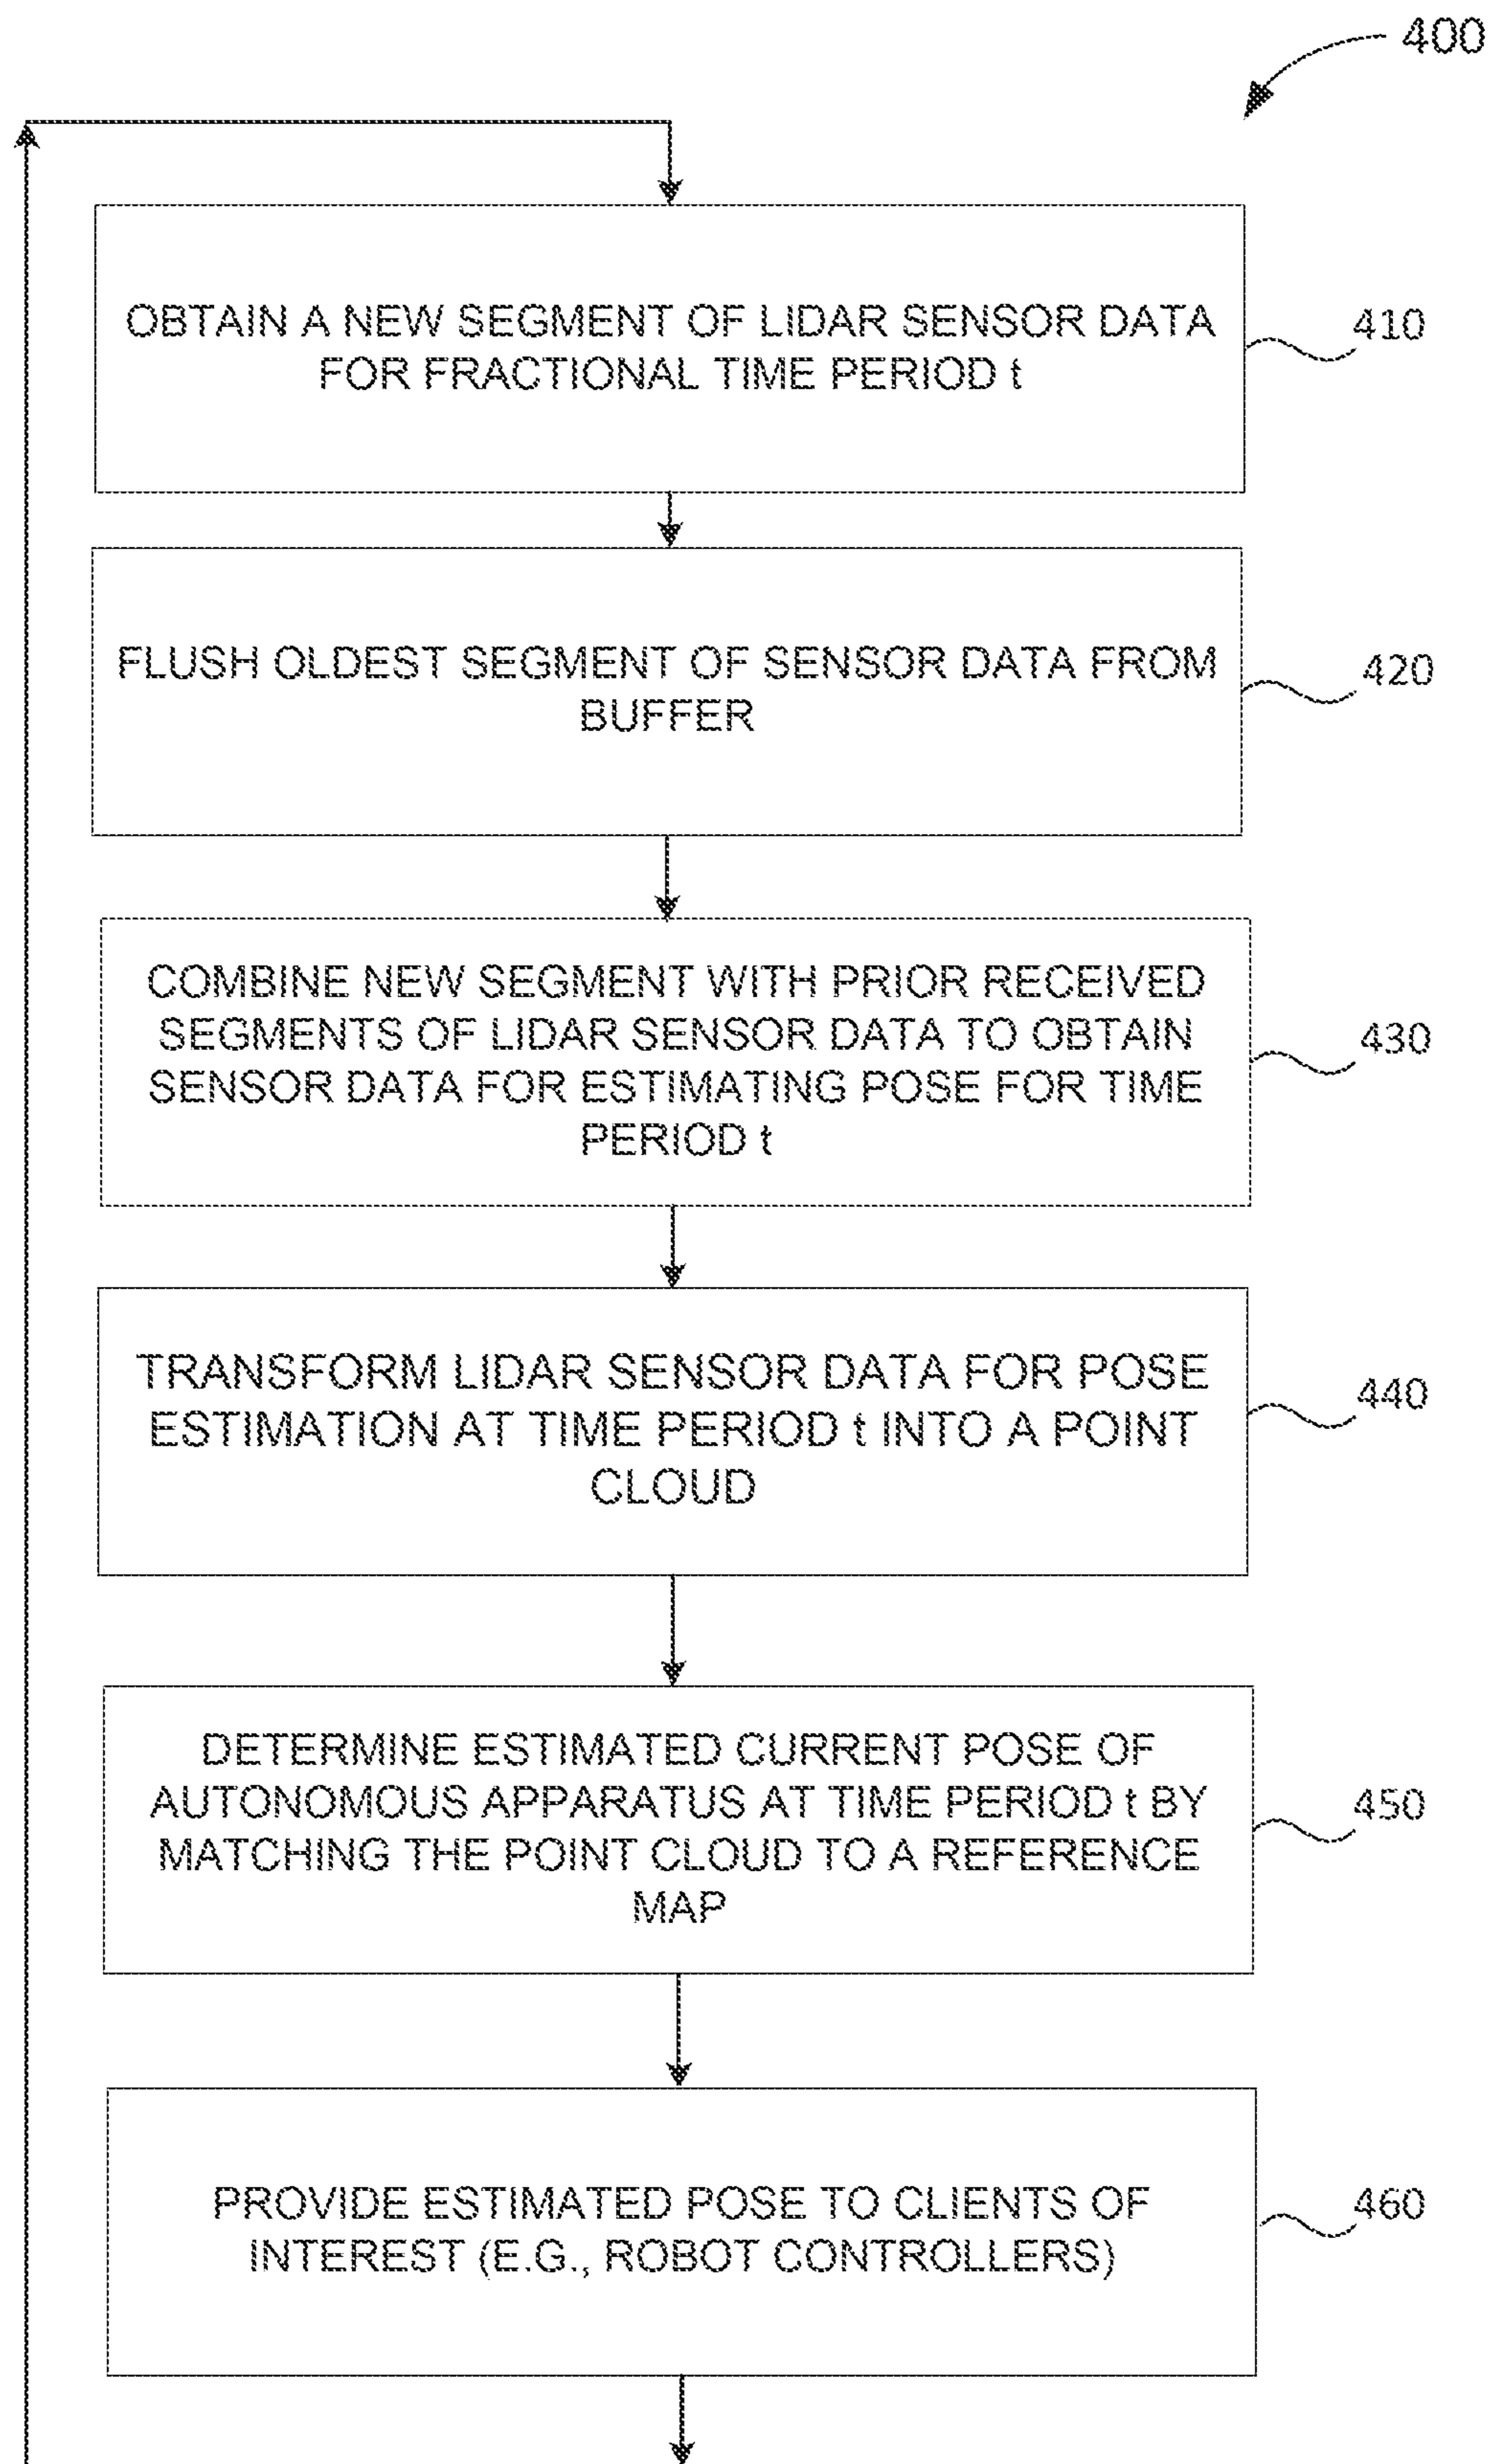 400
OBTAIN A NEW SEGMENT OF LIDAR SENSOR DATA
FOR FRACTIONAL TIME PERIOD t
410
FLUSH OLDEST SEGMENT OF SENSOR DATA FROM
BUFFER
420
COMBINE NEW SEGMENT WITH PRIOR RECEIVED
SEGMENTS OF LIDAR SENSOR DATA TO OBTAIN
SENSOR DATA FOR ESTIMATING POSE FOR TIME
PERIOD t
430
TRANSFORM LIDAR SENSOR DATA FOR POSE
ESTIMATION AT TIME PERIOD t INTO A POINT
CLOUD
440
DETERMINE ESTIMATED CURRENT POSE OF
AUTONOMOUS APPARATUS AT TIME PERIOD t BY
MATCHING THE POINT CLOUD TO A REFERENCE
MAP
450
PROVIDE ESTIMATED POSE TO CLIENTS OF
INTEREST (E.G., ROBOT CONTROLLERS)
460